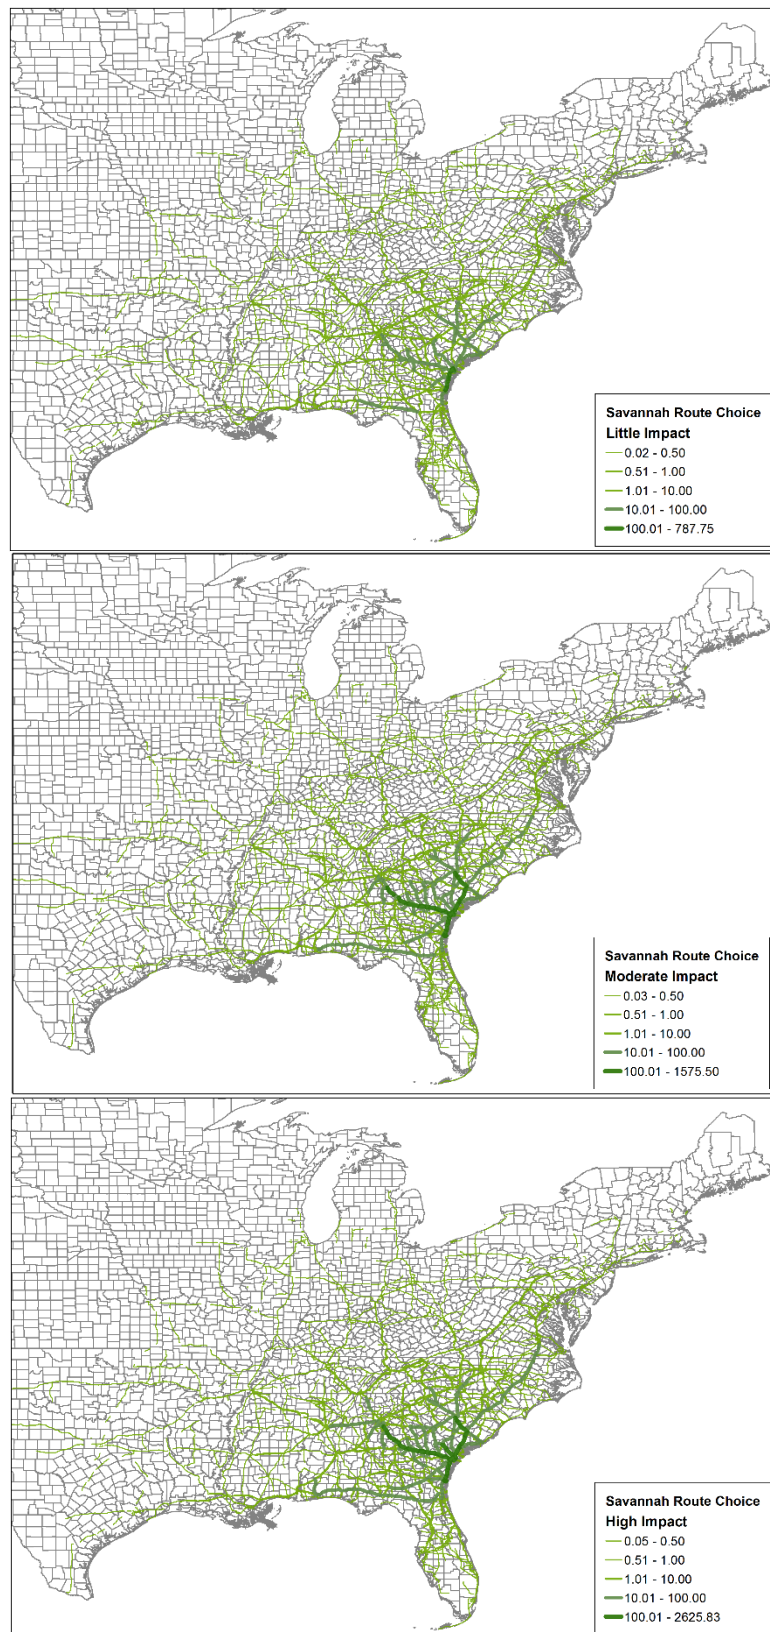 Savannah Route Choice
Little Impact
0.02 - 0.50
0.51 - 1.00
1.01 - 10.00
10.01 - 100.00
100.01 - 787.75
Savannah Route Choice
Moderate Impact
0.03 - 0.50
0.51 - 1.00
1.01 - 10.00
10.01 - 100.00
100.01 - 1575.50
Savannah Route Choice
High Impact
0.05 - 0.50
0.51 - 1.00
1.01 - 10.00
10.01 - 100.00
100.01 - 2625.83